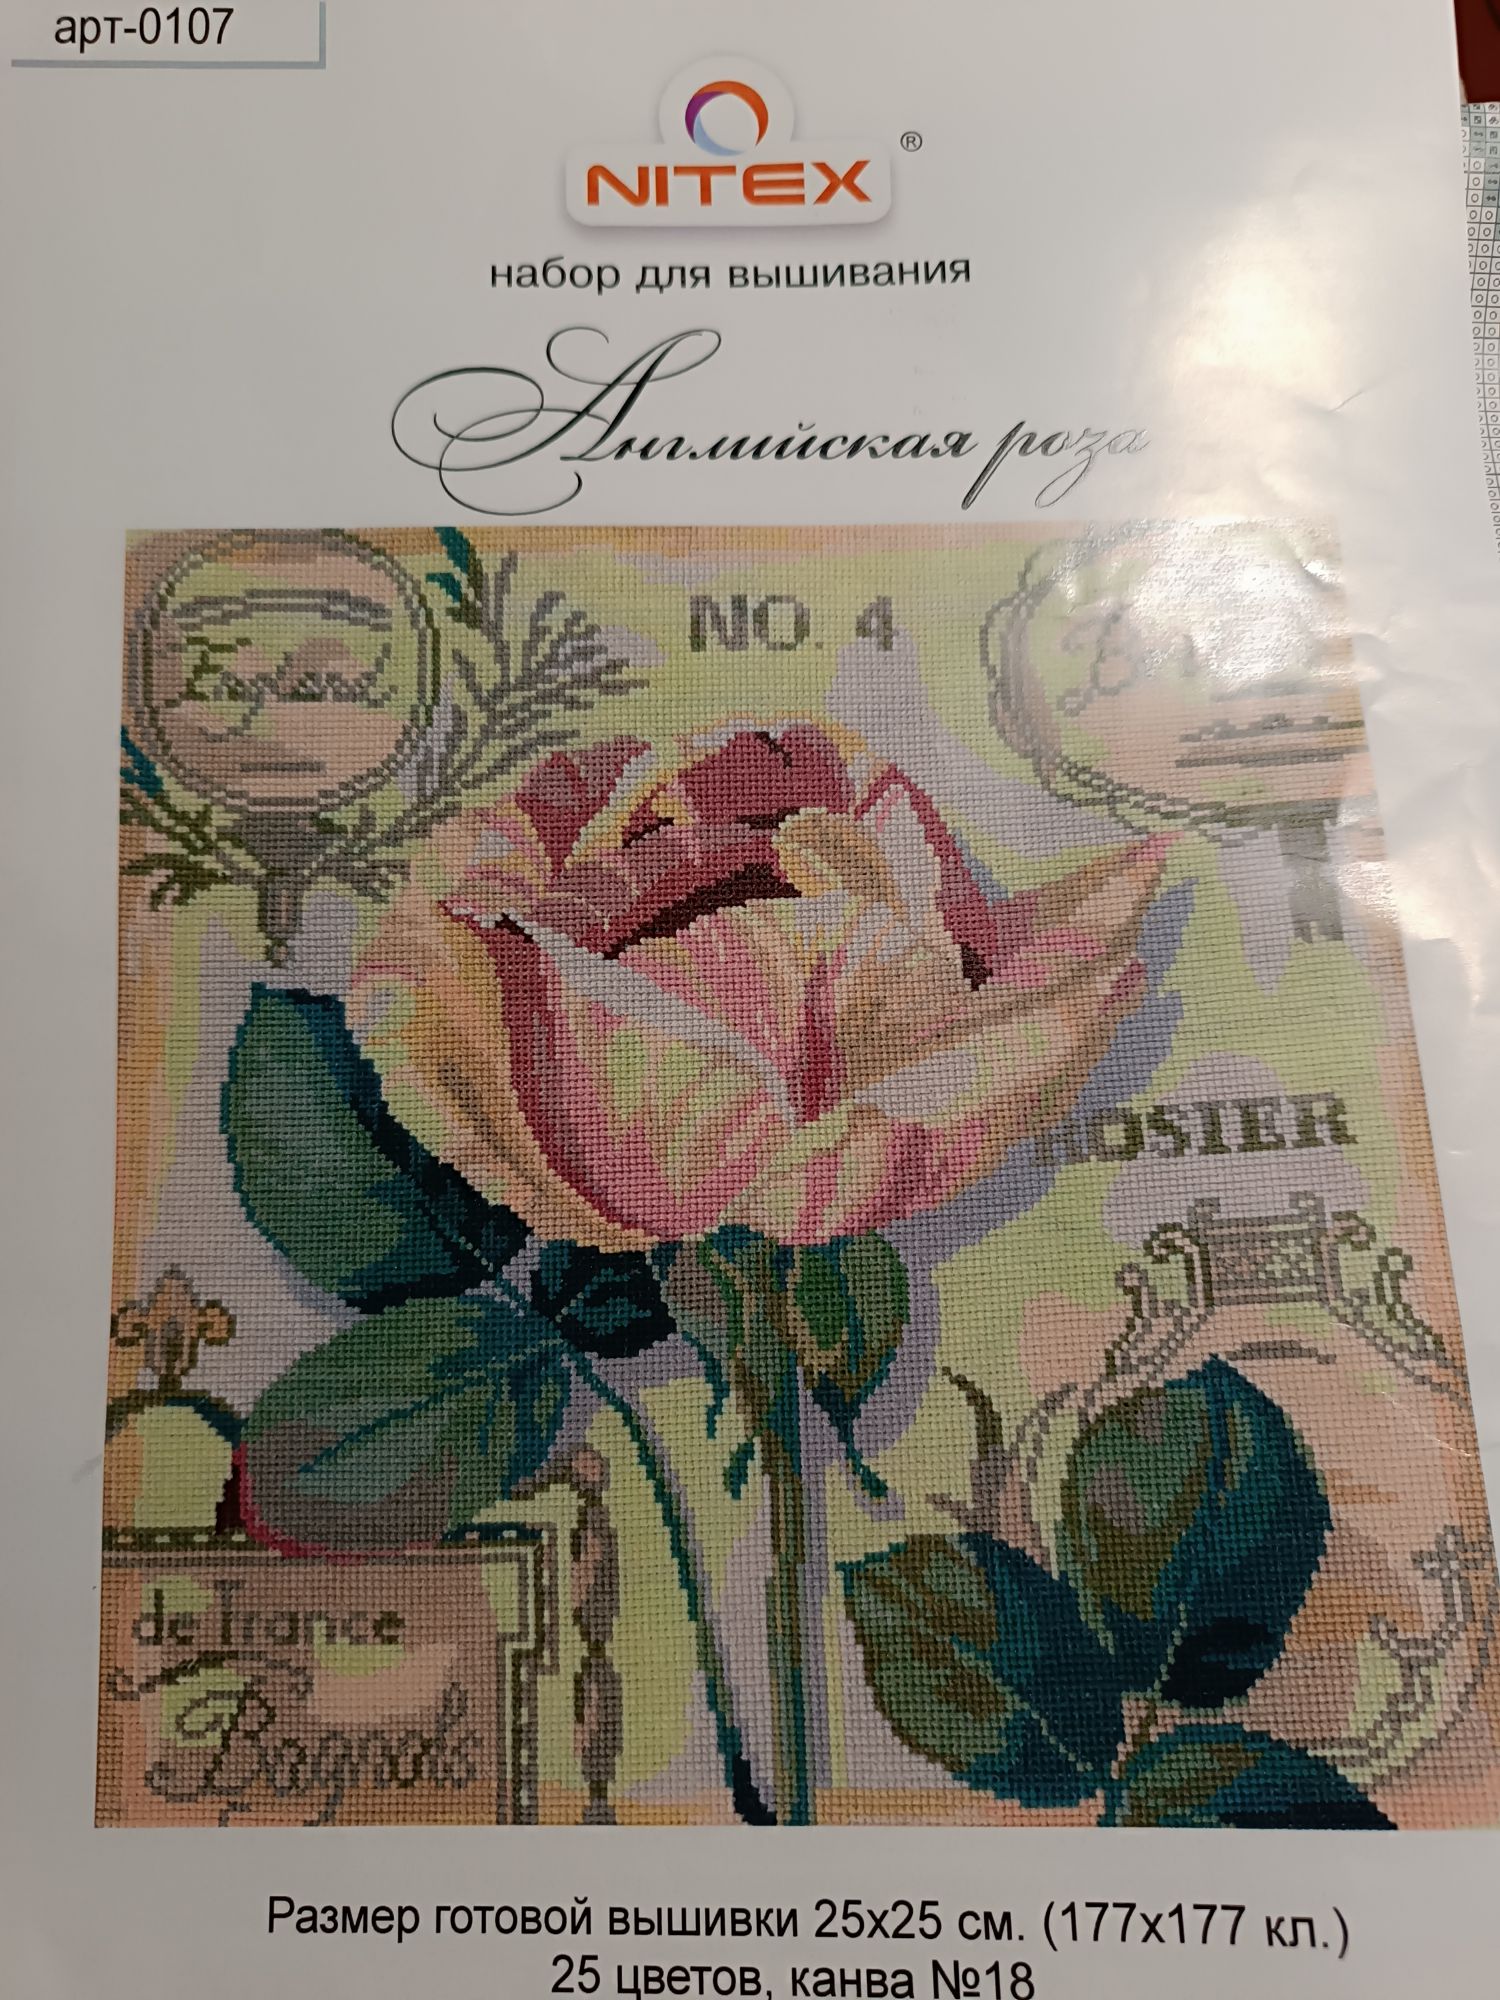 арт-0107
NITEX ®
набор для вышивания
Английская роза
England
NO. 4
ROSIER
de France
Bagnols
Размер готовой вышивки 25х25 см. (177х177 кл.)
25 цветов, канва №18